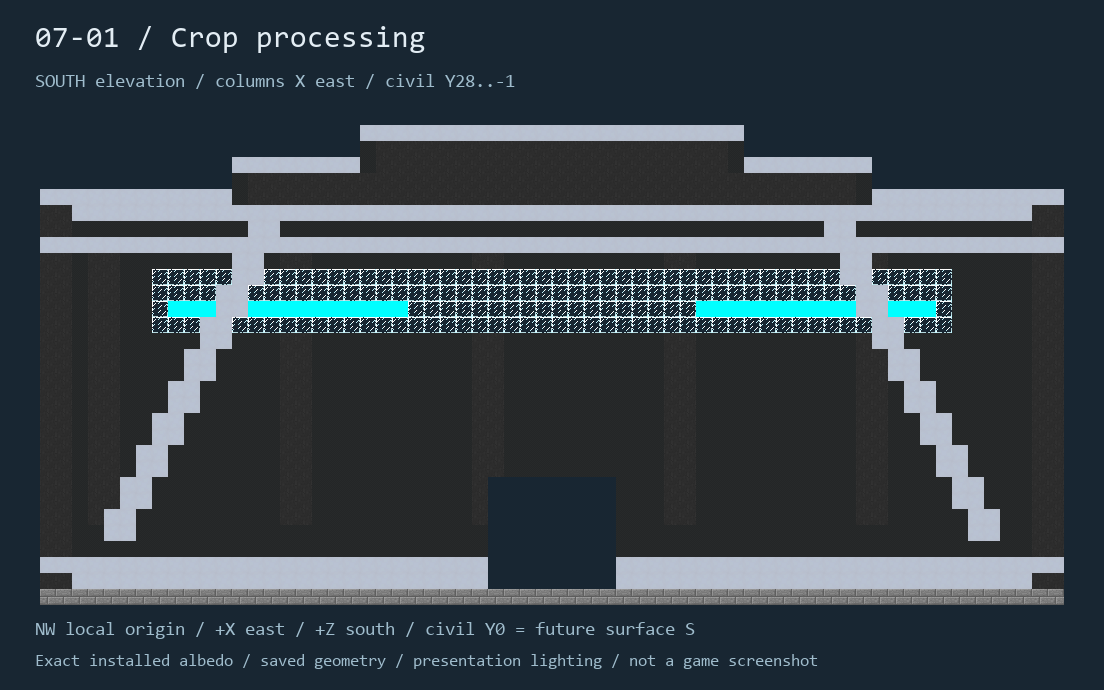 07-01 / Crop processing
SOUTH elevation / columns X east / civil Y28..-1
NW local origin / +X east / +Z south / civil Y0 = future surface S
Exact installed albedo / saved geometry / presentation lighting / not a game screenshot